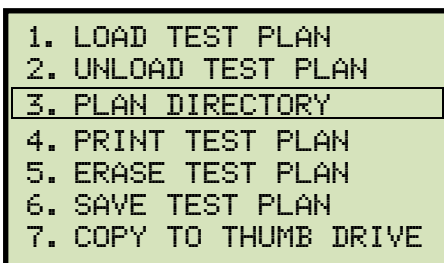 1. LOAD TEST PLAN
2. UNLOAD TEST PLAN
3. PLAN DIRECTORY
4. PRINT TEST PLAN
5. ERASE TEST PLAN
6. SAVE TEST PLAN
7. COPY TO THUMB DRIVE